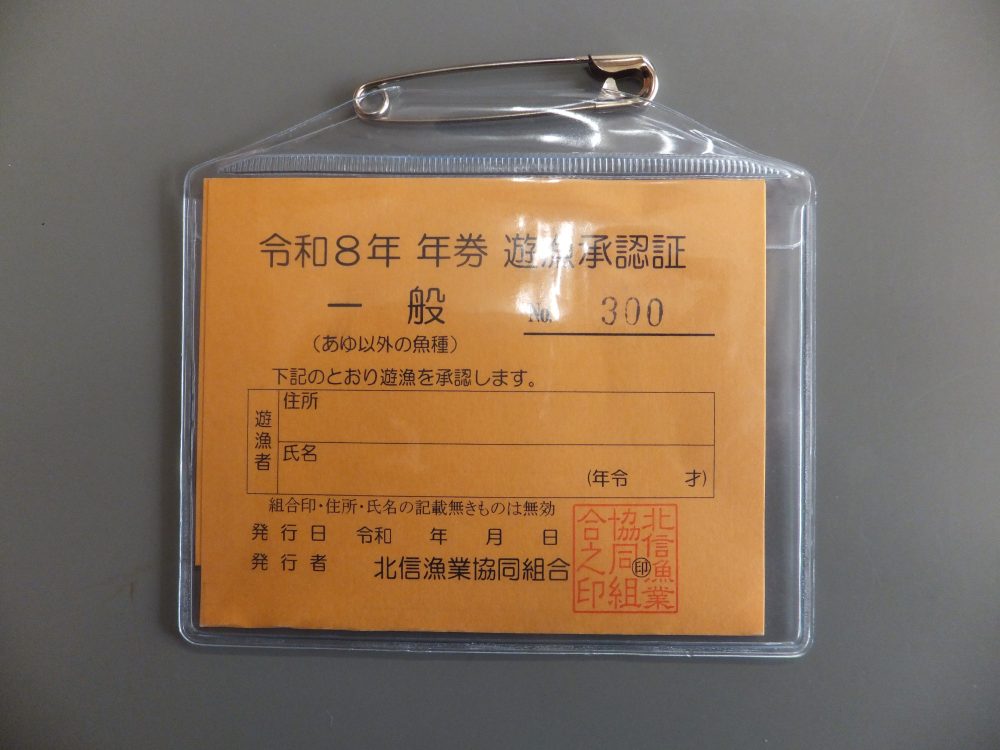 令和8年 年券 遊漁承認証
一般
No. 300
(あゆ以外の魚種)
下記のとおり遊漁を承認します。
遊漁者
住所
氏名
(年令 才)
組合印・住所・氏名の記載無きものは無効
発行日 令和 年 月 日
発行者 北信漁業協同組合 ㊞
北信漁業
協同組
合之印